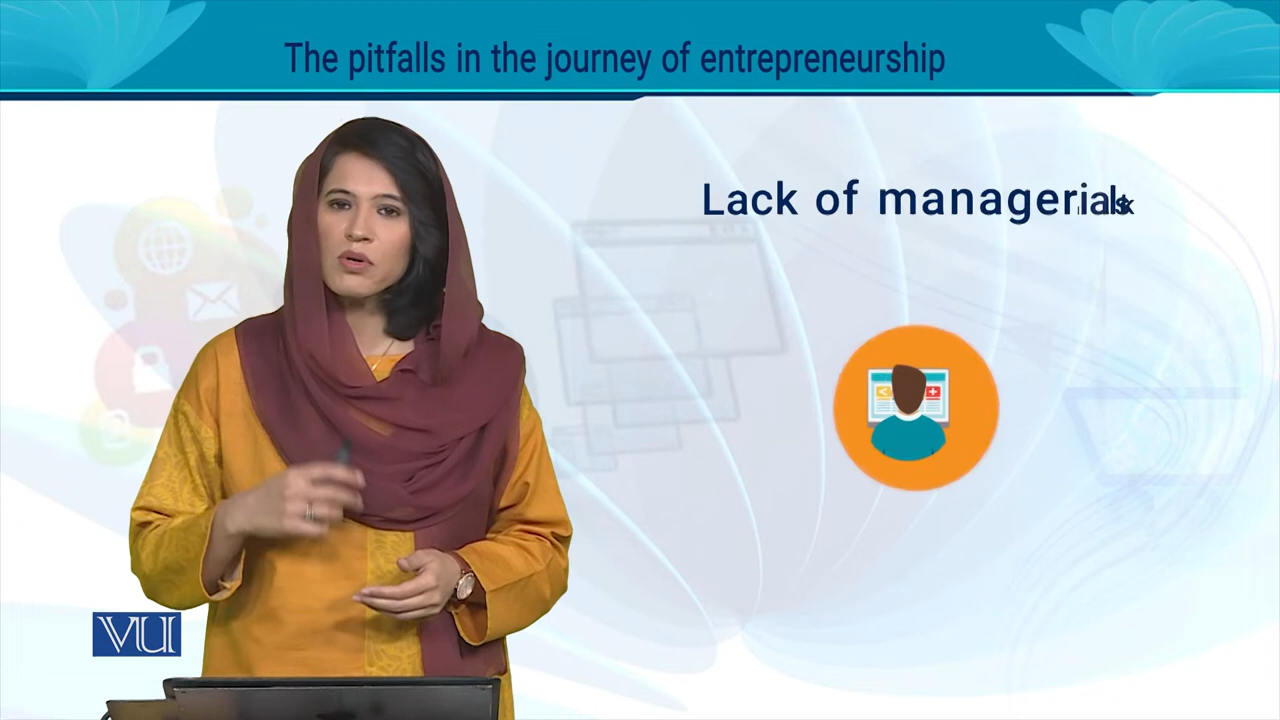 The pitfalls in the journey of entrepreneurship
Lack of managerial
VU